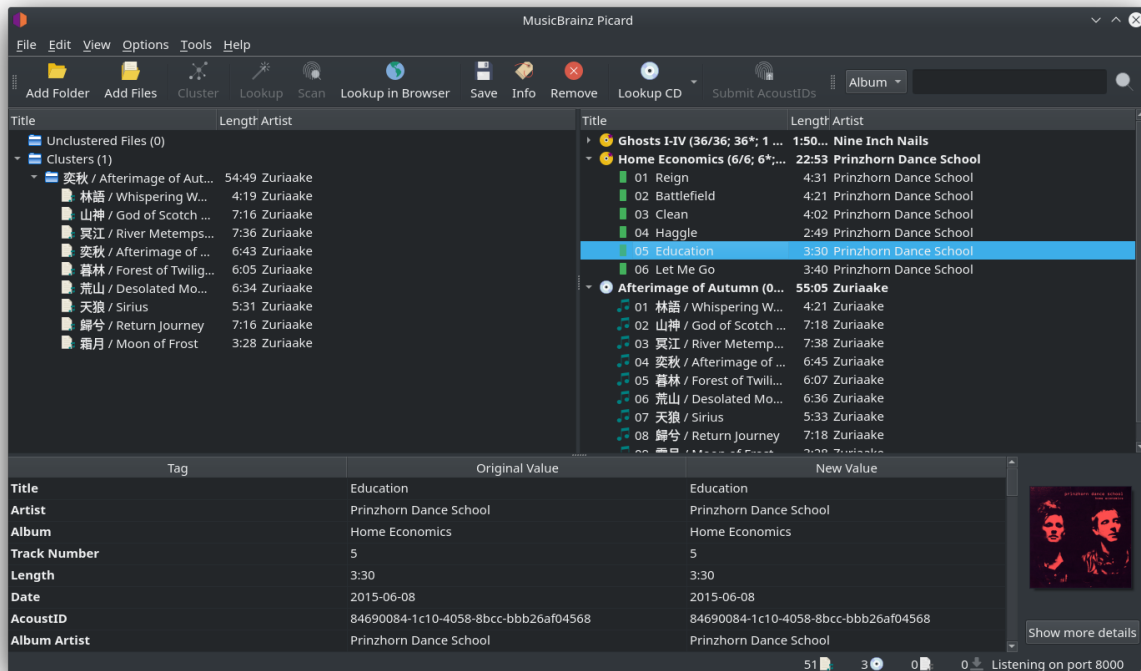 MusicBrainz Picard
File Edit View Options Tools Help
Add Folder Add Files Cluster Lookup Scan Lookup in Browser Save Info Remove Lookup CD Submit AcoustIDs Album
Title Length Artist
Unclustered Files (0)
Clusters (1)
奕秋 / Afterimage of Aut... 54:49 Zuriaake
林語 / Whispering W... 4:19 Zuriaake
山神 / God of Scotch ... 7:16 Zuriaake
冥江 / River Metemps... 7:36 Zuriaake
奕秋 / Afterimage of ... 6:43 Zuriaake
暮林 / Forest of Twilig... 6:05 Zuriaake
荒山 / Desolated Mo... 6:34 Zuriaake
天狼 / Sirius 5:31 Zuriaake
歸兮 / Return Journey 7:16 Zuriaake
霜月 / Moon of Frost 3:28 Zuriaake
Title Length Artist
Ghosts I-IV (36/36; 36*; 1 ... 1:50... Nine Inch Nails
Home Economics (6/6; 6*;... 22:53 Prinzhorn Dance School
01 Reign 4:31 Prinzhorn Dance School
02 Battlefield 4:21 Prinzhorn Dance School
03 Clean 4:02 Prinzhorn Dance School
04 Haggle 2:49 Prinzhorn Dance School
05 Education 3:30 Prinzhorn Dance School
06 Let Me Go 3:40 Prinzhorn Dance School
Afterimage of Autumn (0... 55:05 Zuriaake
01 林語 / Whispering W... 4:21 Zuriaake
02 山神 / God of Scotch ... 7:18 Zuriaake
03 冥江 / River Metemp... 7:38 Zuriaake
04 奕秋 / Afterimage of ... 6:45 Zuriaake
05 暮林 / Forest of Twili... 6:07 Zuriaake
06 荒山 / Desolated Mo... 6:36 Zuriaake
07 天狼 / Sirius 5:33 Zuriaake
08 歸兮 / Return Journey 7:18 Zuriaake
Tag Original Value New Value
Title Education Education
Artist Prinzhorn Dance School Prinzhorn Dance School
Album Home Economics Home Economics
Track Number 5 5
Length 3:30 3:30
Date 2015-06-08 2015-06-08
AcoustID 84690084-1c10-4058-8bcc-bbb26af04568 84690084-1c10-4058-8bcc-bbb26af04568
Album Artist Prinzhorn Dance School Prinzhorn Dance School
prinzhorn dance school
home economics
Show more details
51 3 0 0 Listening on port 8000